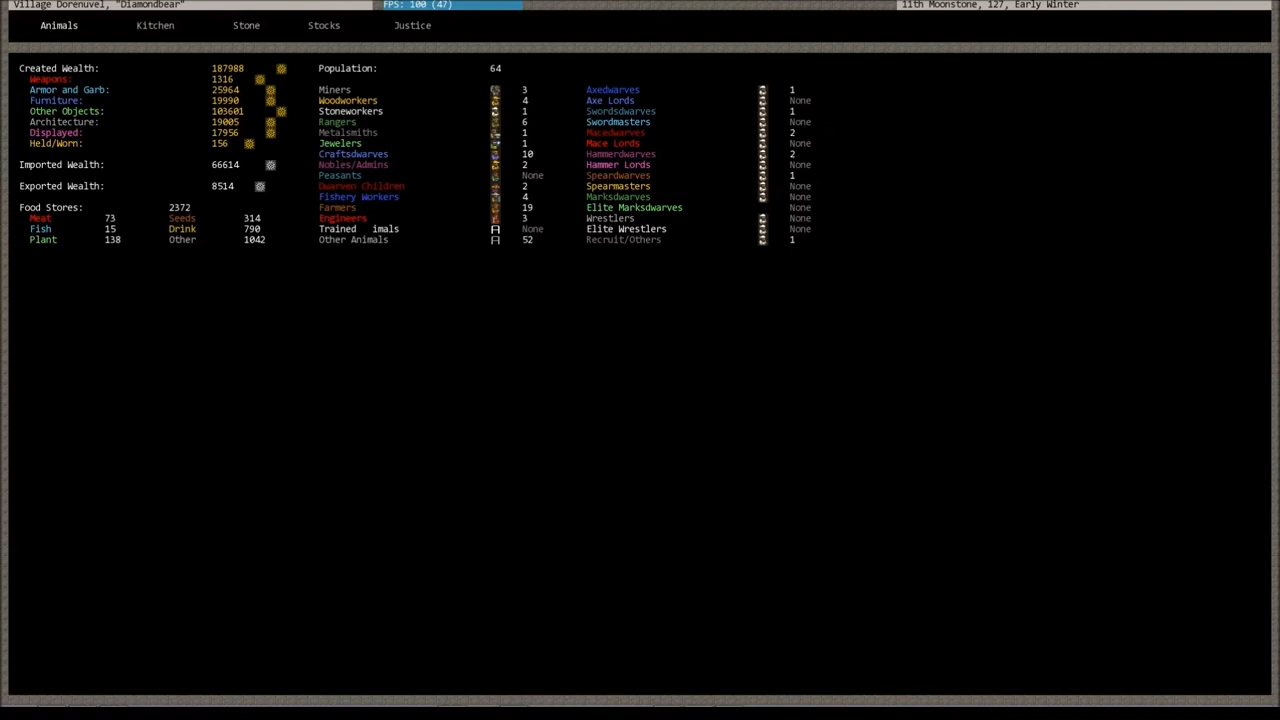 Village Dorenuvel, "Diamondbear" FPS: 100 (47) 11th Moonstone, 127, Early Winter
Animals Kitchen Stone Stocks Justice
Created Wealth: 187988 Population: 64
Weapons: 1316
Armor and Garb: 25964 Miners 3 Axedwarves 1
Furniture: 19990 Woodworkers 4 Axe Lords None
Other Objects: 103601 Stoneworkers 1 Swordsdwarves 1
Architecture: 19005 Rangers 6 Swordmasters None
Displayed: 17956 Metalsmiths 1 Macedwarves 2
Held/Worn: 156 Jewelers 1 Mace Lords None
Craftsdwarves 10 Hammerdwarves 2
Imported Wealth: 66614 Nobles/Admins 2 Hammer Lords None
Peasants None Speardwarves 1
Exported Wealth: 8514 Dwarven Children 2 Spearmasters None
Fishery Workers 4 Marksdwarves None
Food Stores: 2372 Farmers 19 Elite Marksdwarves None
Meat 73 Seeds 314 Engineers 3 Wrestlers None
Fish 15 Drink 790 Trained imals None Elite Wrestlers None
Plant 138 Other 1042 Other Animals 52 Recruit/Others 1